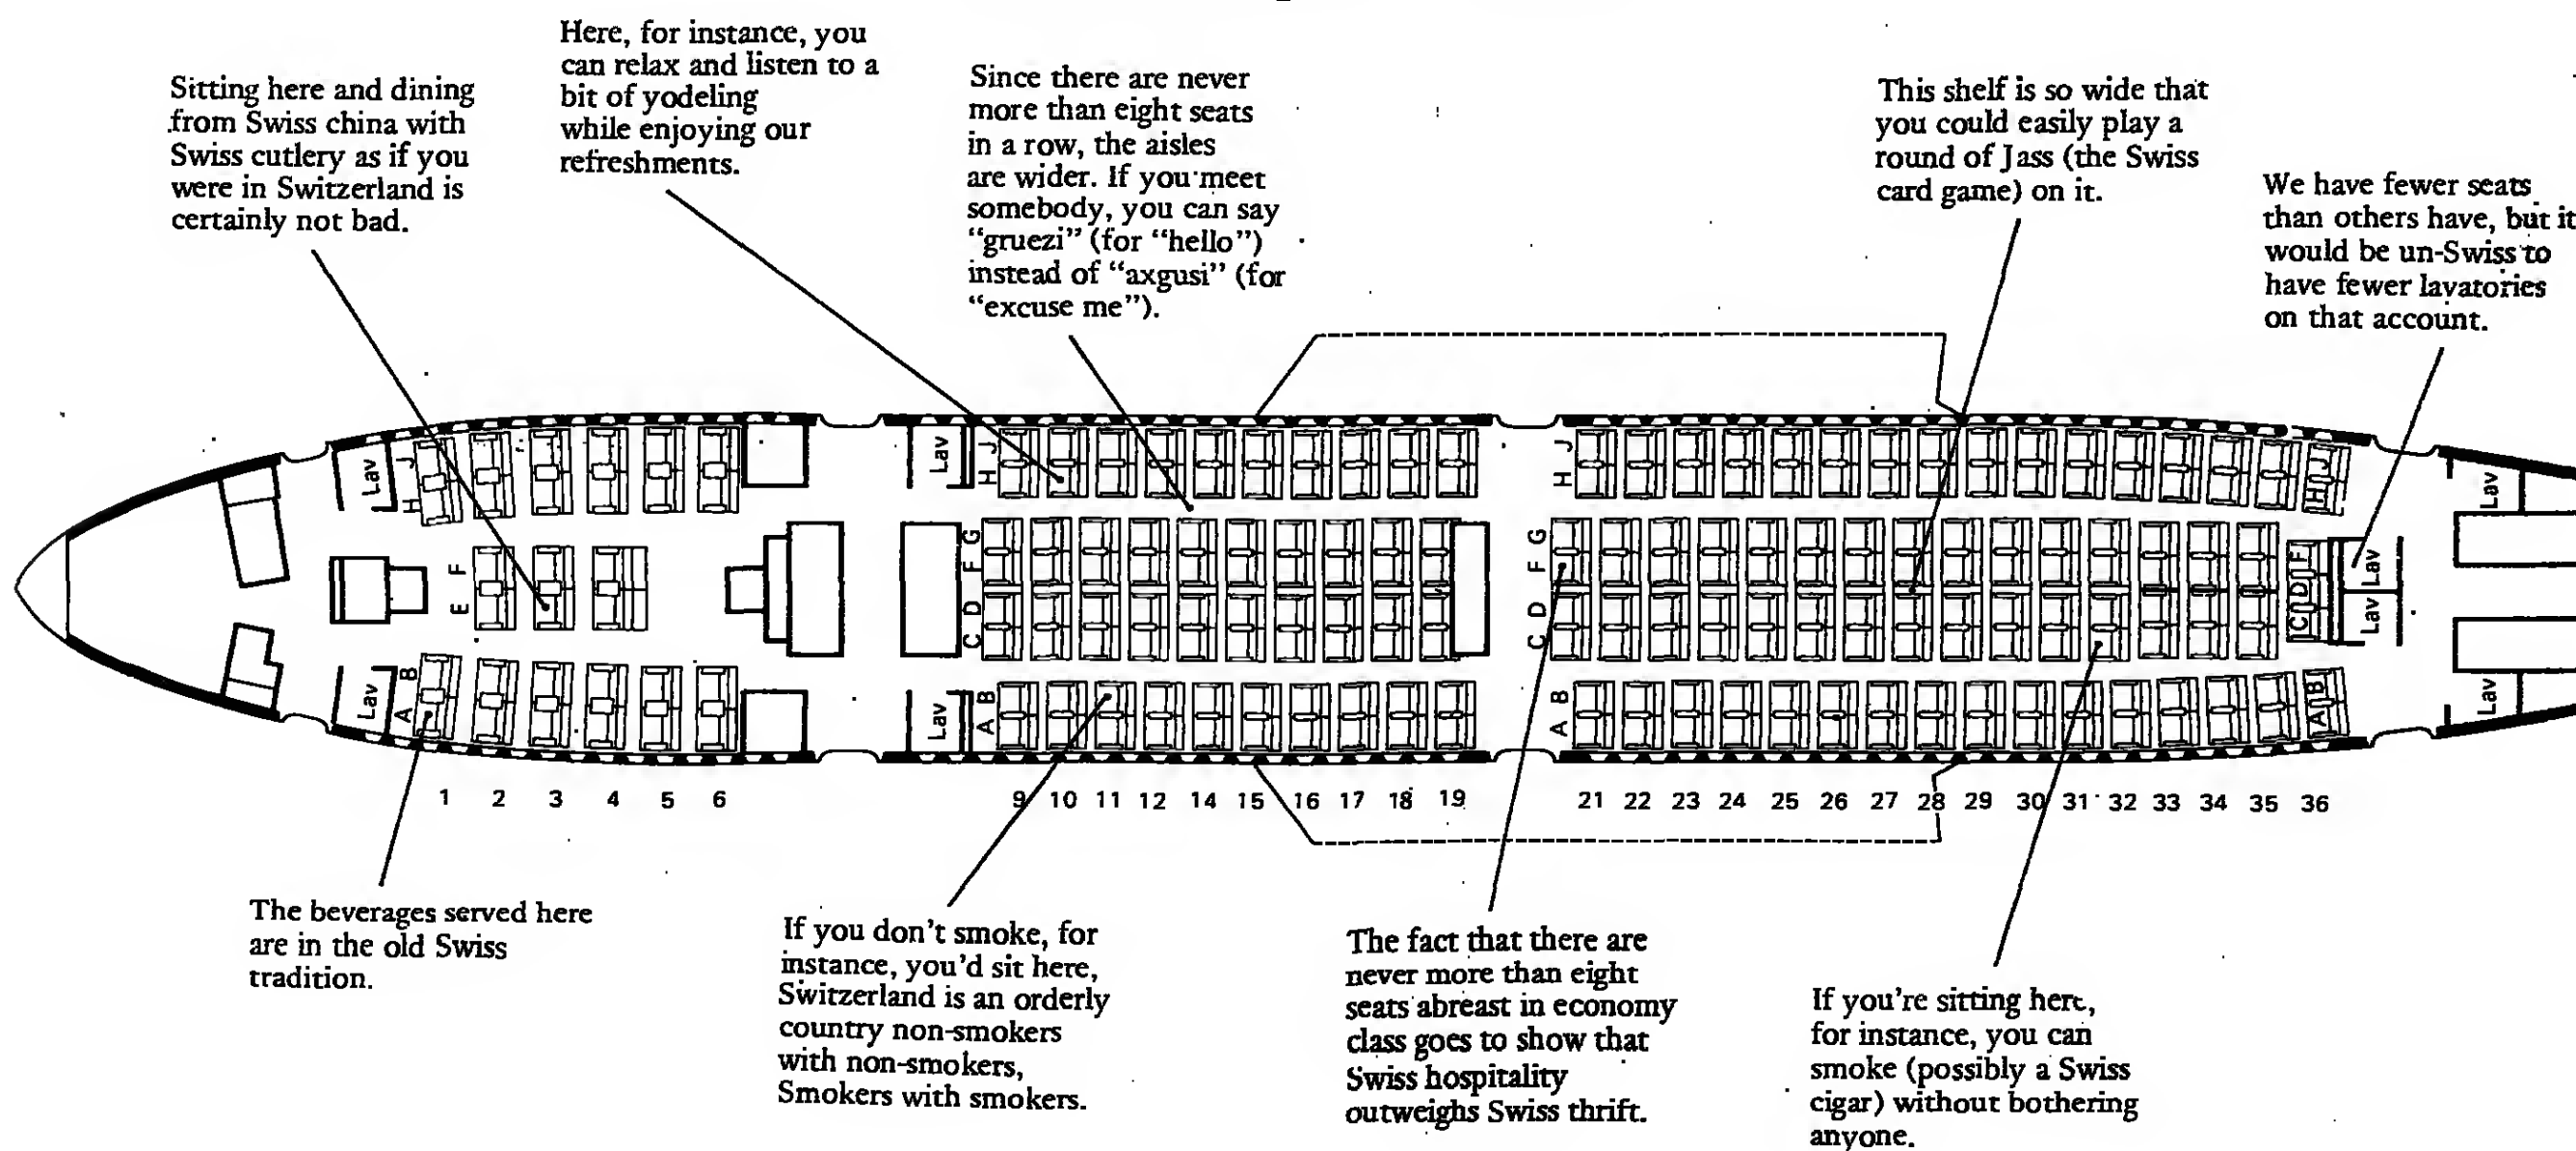 Sitting here and dining
from Swiss china with
Swiss cutlery as if you
were in Switzerland is
certainly not bad.
Here, for instance, you
can relax and listen to a
bit of yodeling
while enjoying our
refreshments.
Since there are never
more than eight seats
in a row, the aisles
are wider. If you meet
somebody, you can say
“gruezi” (for “hello”)
instead of “axgusi” (for
“excuse me”).
This shelf is so wide that
you could easily play a
round of Jass (the Swiss
card game) on it.
We have fewer seats
than others have, but it
would be un-Swiss to
have fewer lavatories
on that account.
Lav
H J
Lav
H J
H J
H J
Lav
E F
C D F G
C D F G
C D F
Lav
Lav
Lav
A B
Lav
A B
A B
A B
Lav
1 2 3 4 5 6 9 10 11 12 14 15 16 17 18 19 21 22 23 24 25 26 27 28 29 30 31 32 33 34 35 36
The beverages served here
are in the old Swiss
tradition.
If you don’t smoke, for
instance, you’d sit here,
Switzerland is an orderly
country non-smokers
with non-smokers,
Smokers with smokers.
The fact that there are
never more than eight
seats abreast in economy
class goes to show that
Swiss hospitality
outweighs Swiss thrift.
If you’re sitting here,
for instance, you can
smoke (possibly a Swiss
cigar) without bothering
anyone.